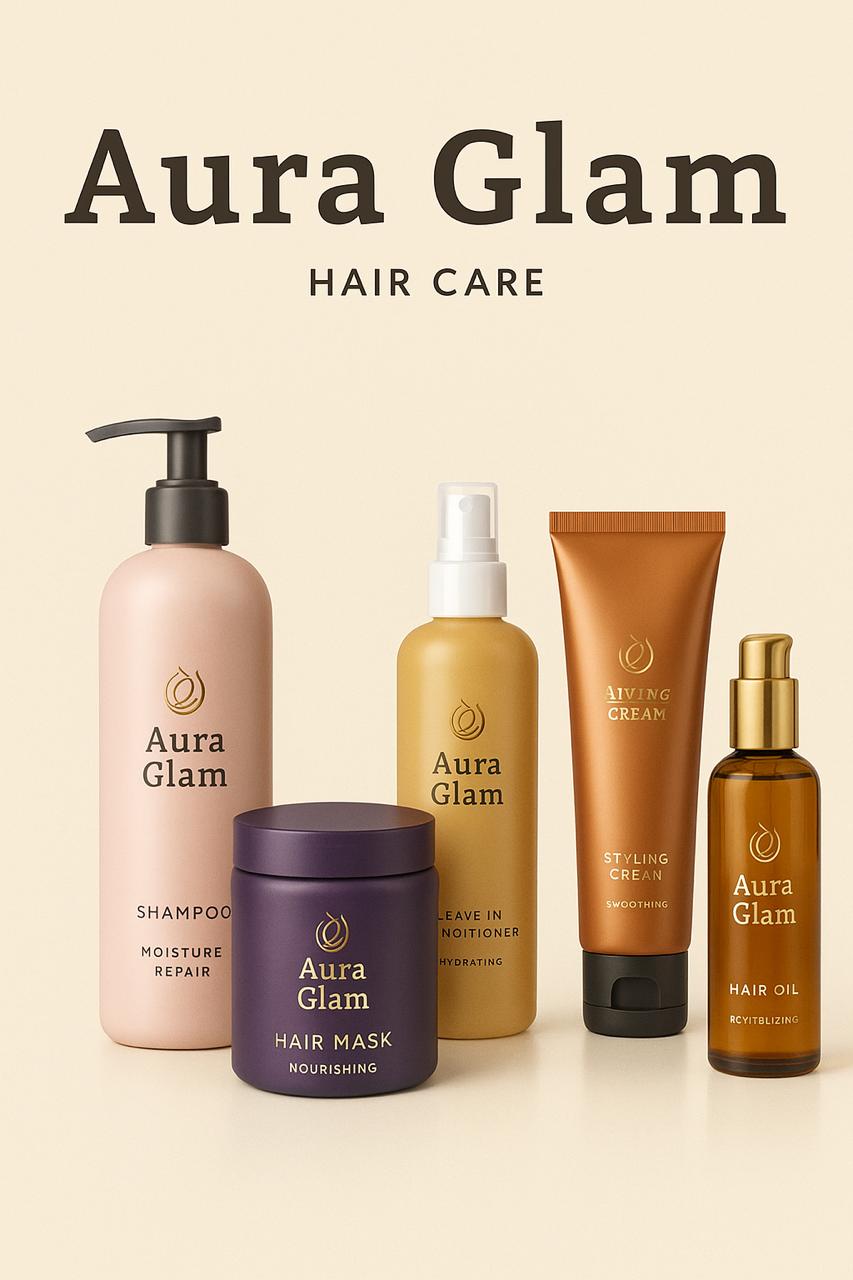 Aura Glam
HAIR CARE
Aura
Glam
SHAMPOO
MOISTURE
REPAIR
Aura
Glam
HAIR MASK
NOURISHING
Aura
Glam
LEAVE IN
NOITIONER
HYDRATING
AIVING
CREAM
STYLING
CREAN
SMOOTHING
Aura
Glam
HAIR OIL
RCYITBLIZING